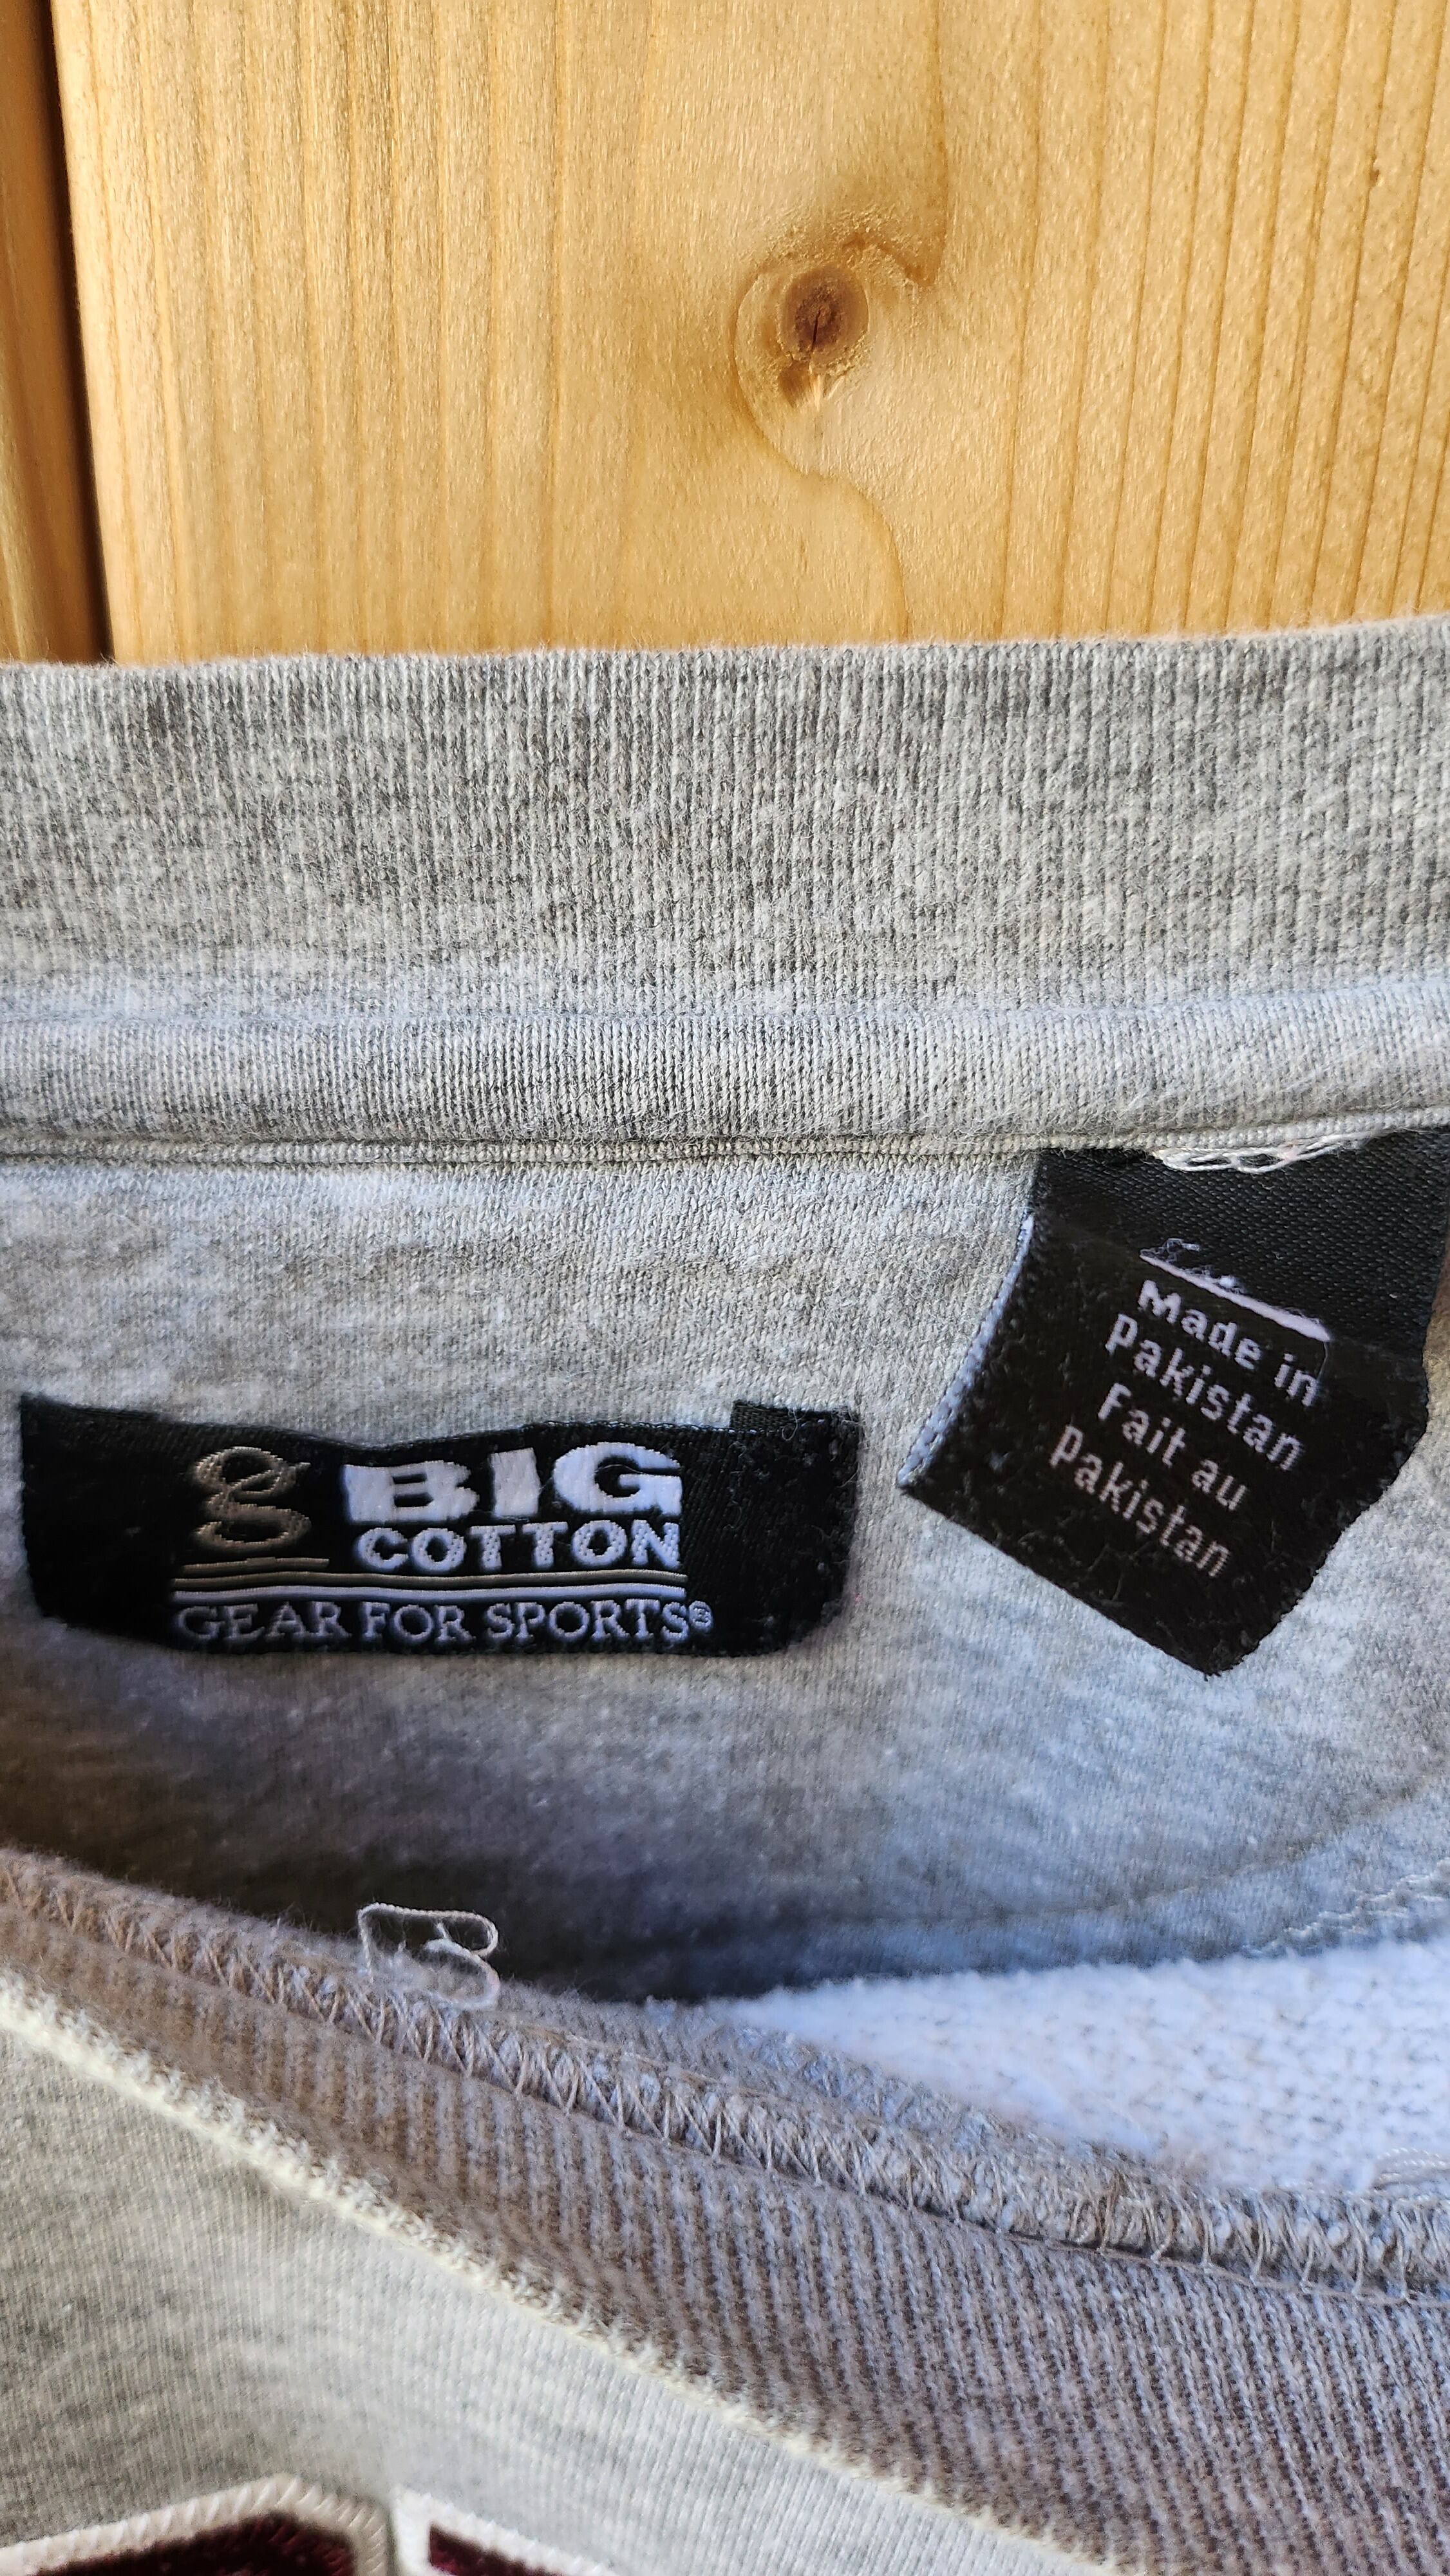 g BIG
COTTON
GEAR FOR SPORTS®
Made in
Pakistan
Fait au
Pakistan